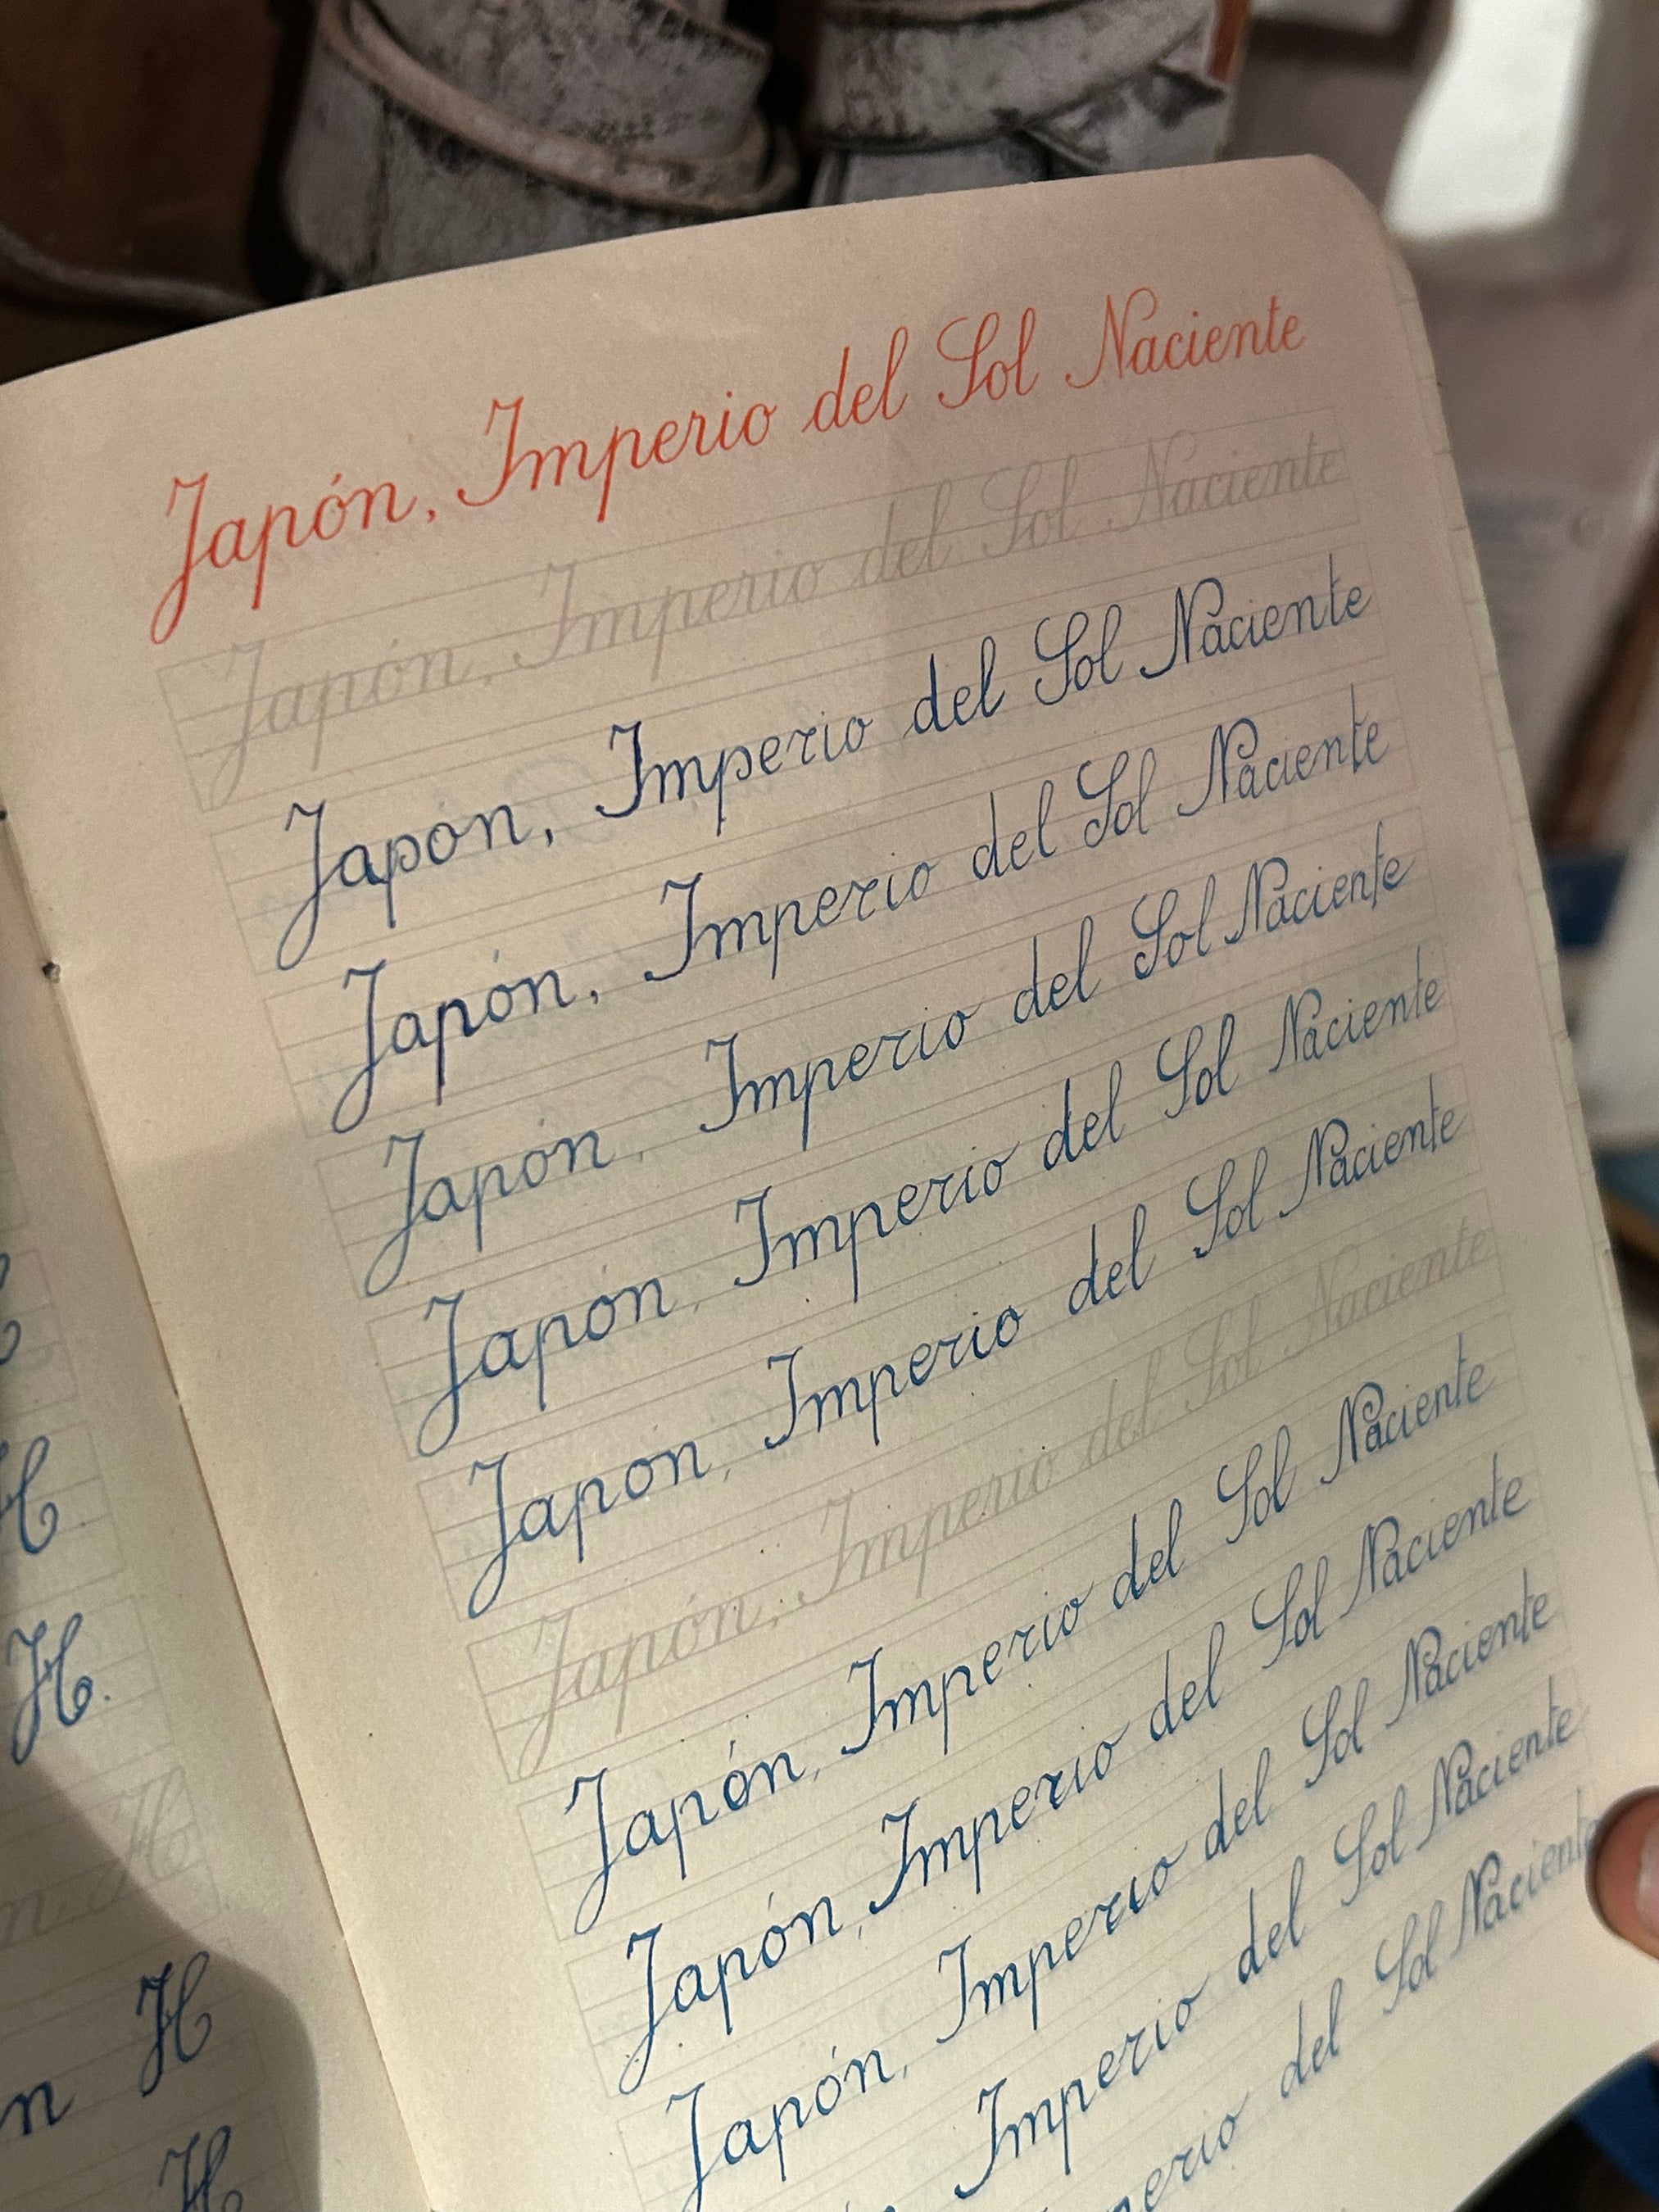 H
H
H.
n H
n H
H
Japón, Imperio del Sol Naciente
Japón, Imperio del Sol Naciente
Japón, Imperio del Sol Naciente
Japón, Imperio del Sol Naciente
Japón, Imperio del Sol Naciente
Japón, Imperio del Sol Naciente
Japón, Imperio del Sol Naciente
Japón, Imperio del Sol Naciente
Japón, Imperio del Sol Naciente
Japón, Imperio del Sol Naciente
Japón, Imperio del Sol Naciente
Imperio del Sol Naciente
perio del Sol Naciente